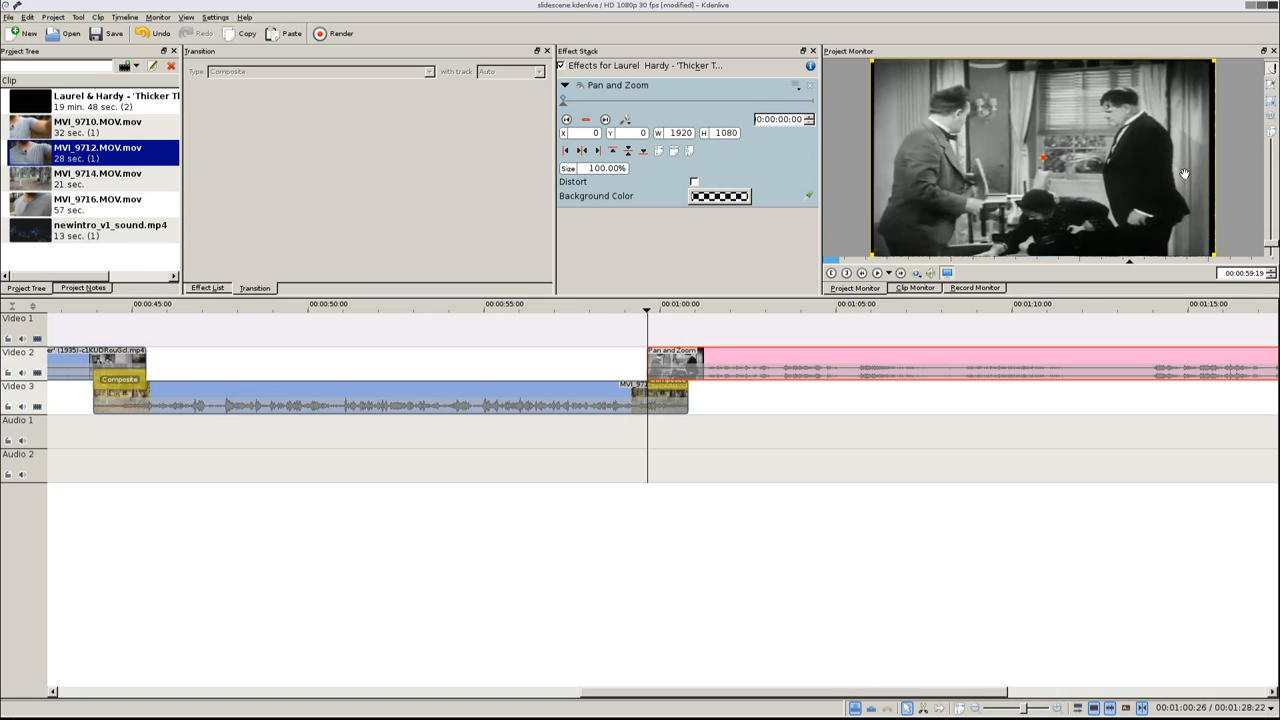 slidescene.kdenlive / HD 1080p 30 fps [modified] – Kdenlive
File Edit Project Tool Clip Timeline Monitor View Settings Help
New Open Save Undo Redo Copy Paste Render
Project Tree
Transition
Effect Stack
Project Monitor
Type Composite with track Auto
Effects for Laurel Hardy - 'Thicker T...
Clip
Laurel & Hardy - 'Thicker Tl
19 min. 48 sec. (2)
MVI_9710.MOV.mov
32 sec. (1)
MVI_9712.MOV.mov
28 sec. (1)
MVI_9714.MOV.mov
21 sec.
MVI_9716.MOV.mov
57 sec.
newintro_v1_sound.mp4
13 sec. (1)
Pan and Zoom
0:00:00:00
X 0 Y 0 W 1920 H 1080
Size 100.00%
Distort
Background Color
00:00:59:19
Project Tree Project Notes
Effect List Transition
Project Monitor Clip Monitor Record Monitor
00:00:45:00 00:00:50:00 00:00:55:00 00:01:00:00 00:01:05:00 00:01:10:00 00:01:15:00
Video 1
Video 2
er' (1935)-c1KUDRouGcI.mp4
Pan and Zoom
Composite
Video 3
MVI_97
Composite
Audio 1
Audio 2
00:01:00:26 / 00:01:28:22